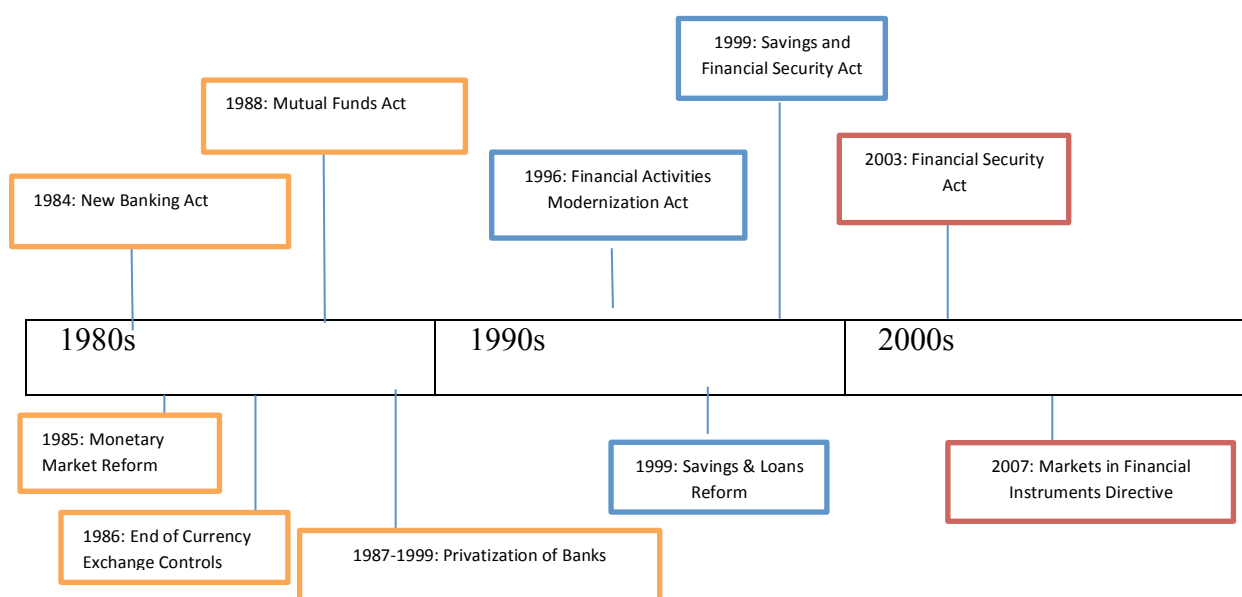 1999: Savings and
Financial Security Act
1988: Mutual Funds Act
2003: Financial Security
Act
1996: Financial Activities
Modernization Act
1984: New Banking Act
1980s
1990s
2000s
1985: Monetary
Market Reform
1999: Savings & Loans
Reform
2007: Markets in Financial
Instruments Directive
1986: End of Currency
Exchange Controls
1987-1999: Privatization of Banks